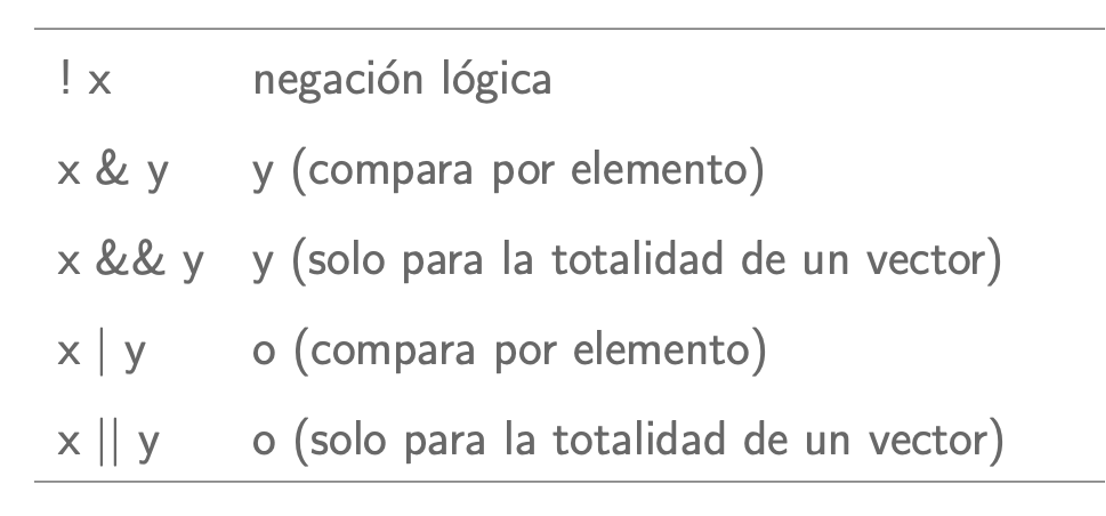 ! x negación lógica
x & y y (compara por elemento)
x && y y (solo para la totalidad de un vector)
x | y o (compara por elemento)
x || y o (solo para la totalidad de un vector)